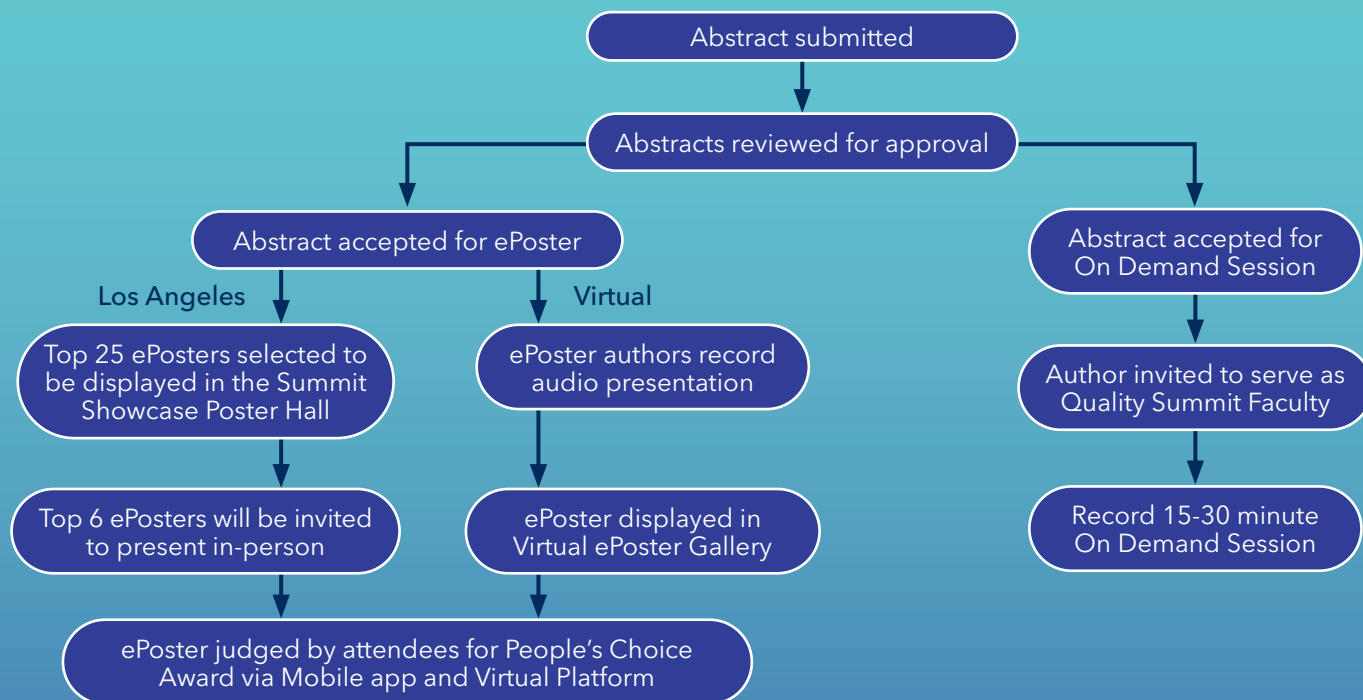 Abstract submitted
Abstracts reviewed for approval
Abstract accepted for ePoster
Los Angeles
Virtual
Top 25 ePosters selected to
be displayed in the Summit
Showcase Poster Hall
ePoster authors record
audio presentation
Top 6 ePosters will be invited
to present in-person
ePoster displayed in
Virtual ePoster Gallery
ePoster judged by attendees for People’s Choice
Award via Mobile app and Virtual Platform
Abstract accepted for
On Demand Session
Author invited to serve as
Quality Summit Faculty
Record 15-30 minute
On Demand Session